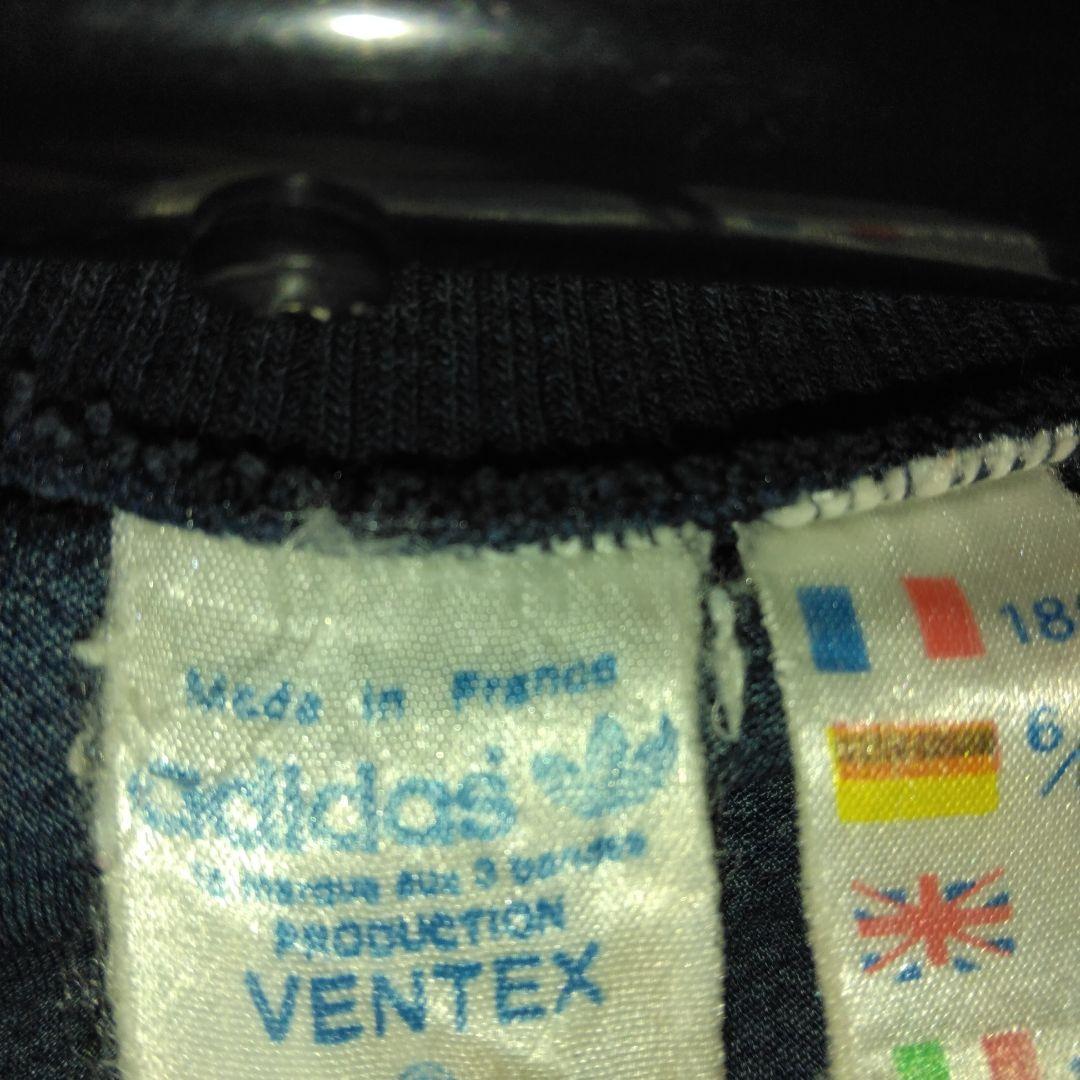 Made in France
adidas
la marque aux 3 bandes
PRODUCTION
VENTEX
18
6/